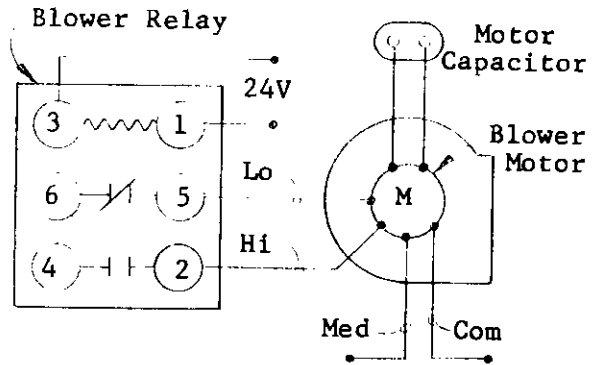 Blower Relay
Motor
Capacitor
24V
3
1
Blower
Motor
Lo
6
5
M
Hi
4
2
Med
Com